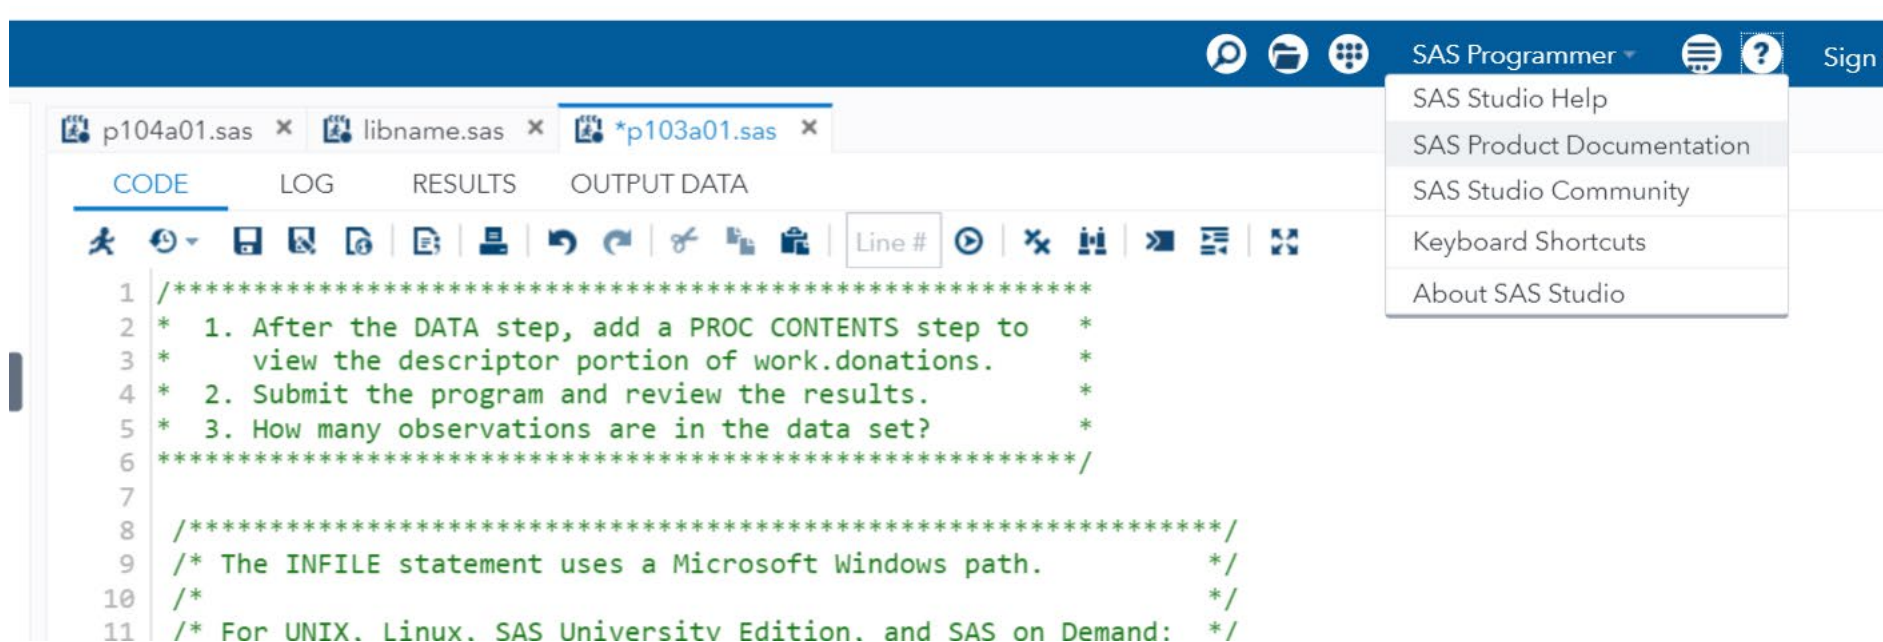 SAS Programmer
Sign
SAS Studio Help
SAS Product Documentation
SAS Studio Community
Keyboard Shortcuts
About SAS Studio
p104a01.sas × libname.sas × *p103a01.sas ×
CODE LOG RESULTS OUTPUT DATA
Line #
1 /*********************************************************
2 *  1. After the DATA step, add a PROC CONTENTS step to   *
3 *     view the descriptor portion of work.donations.     *
4 *  2. Submit the program and review the results.         *
5 *  3. How many observations are in the data set?         *
6 *********************************************************/
7
8 /****************************************************************/
9 /* The INFILE statement uses a Microsoft Windows path.          */
10 /*                                                              */
11 /* For UNIX, Linux, SAS University Edition, and SAS on Demand:  */